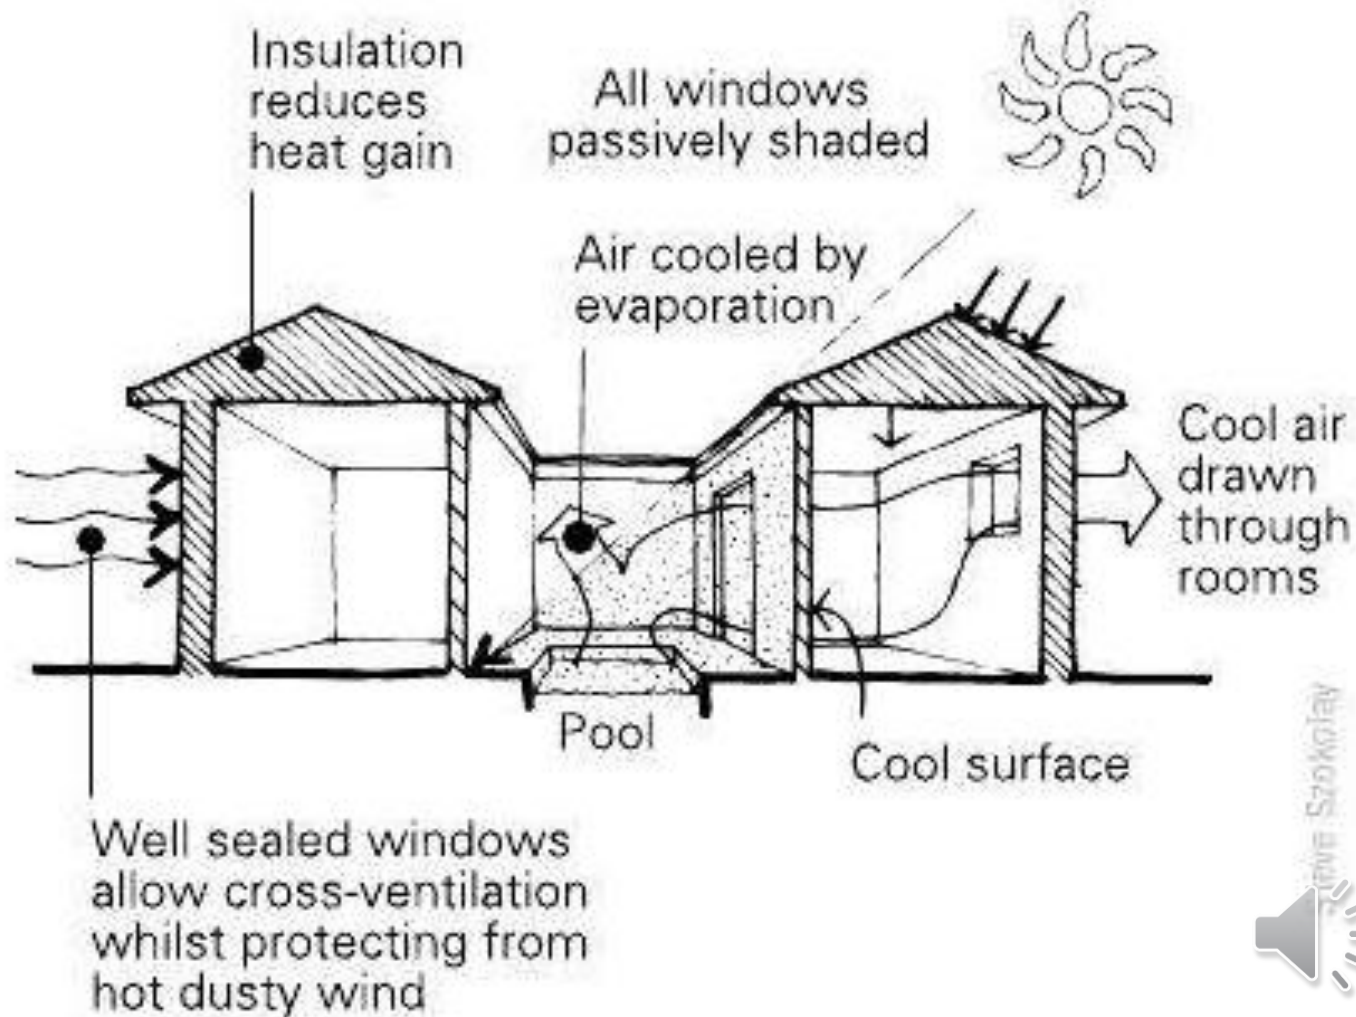 Insulation
reduces
heat gain
All windows
passively shaded
Air cooled by
evaporation
Cool air
drawn
through
rooms
Pool
Cool surface
Well sealed windows
allow cross-ventilation
whilst protecting from
hot dusty wind
Szokolay